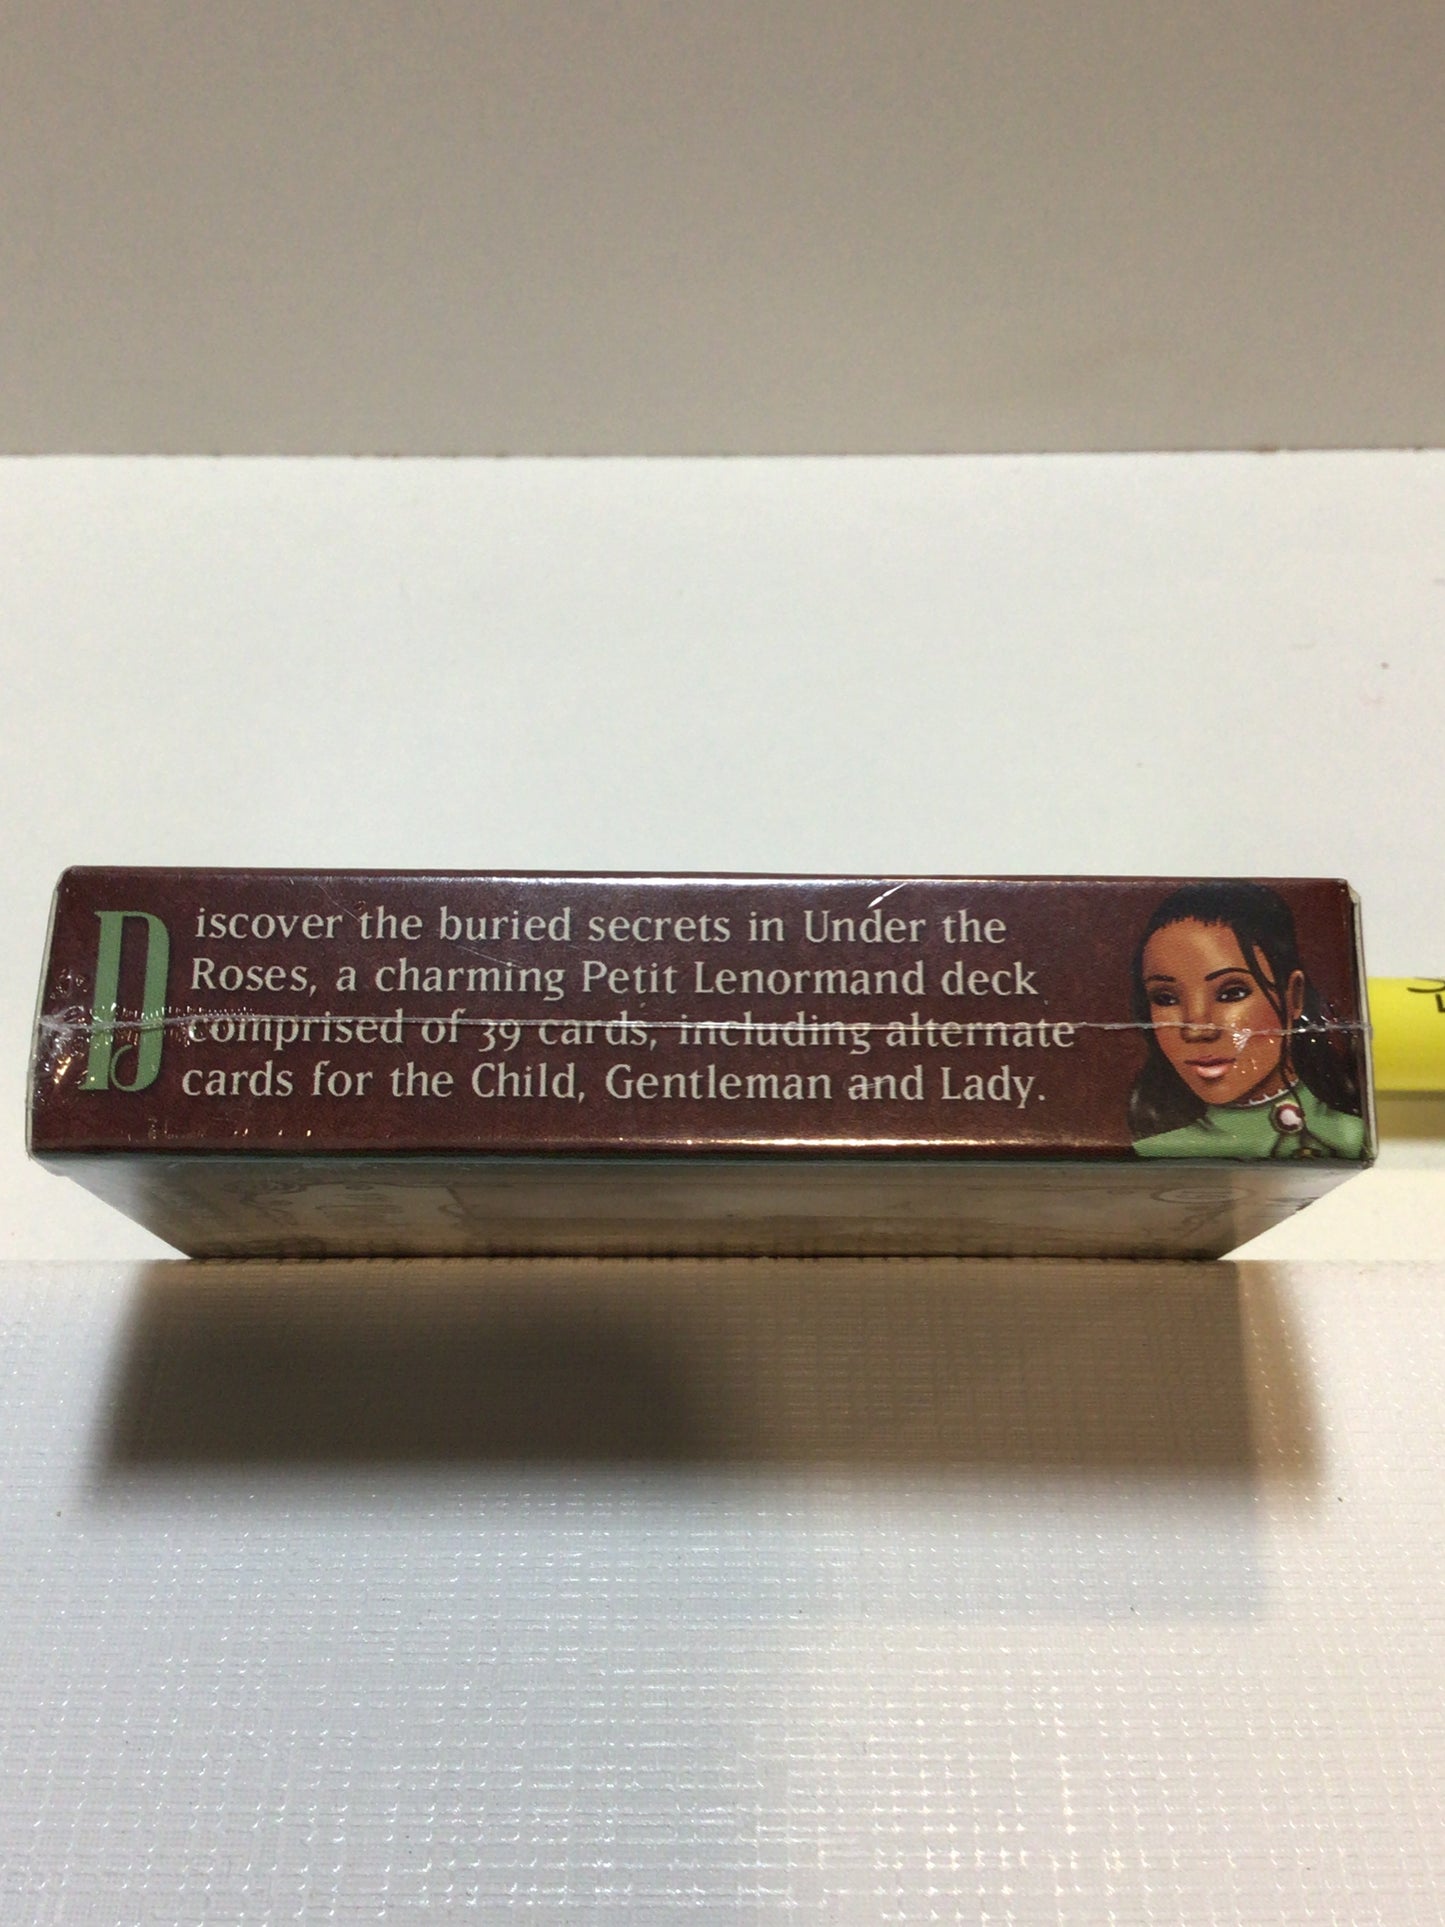 Discover the buried secrets in Under the
Roses, a charming Petit Lenormand deck
comprised of 39 cards, including alternate
cards for the Child, Gentleman and Lady.